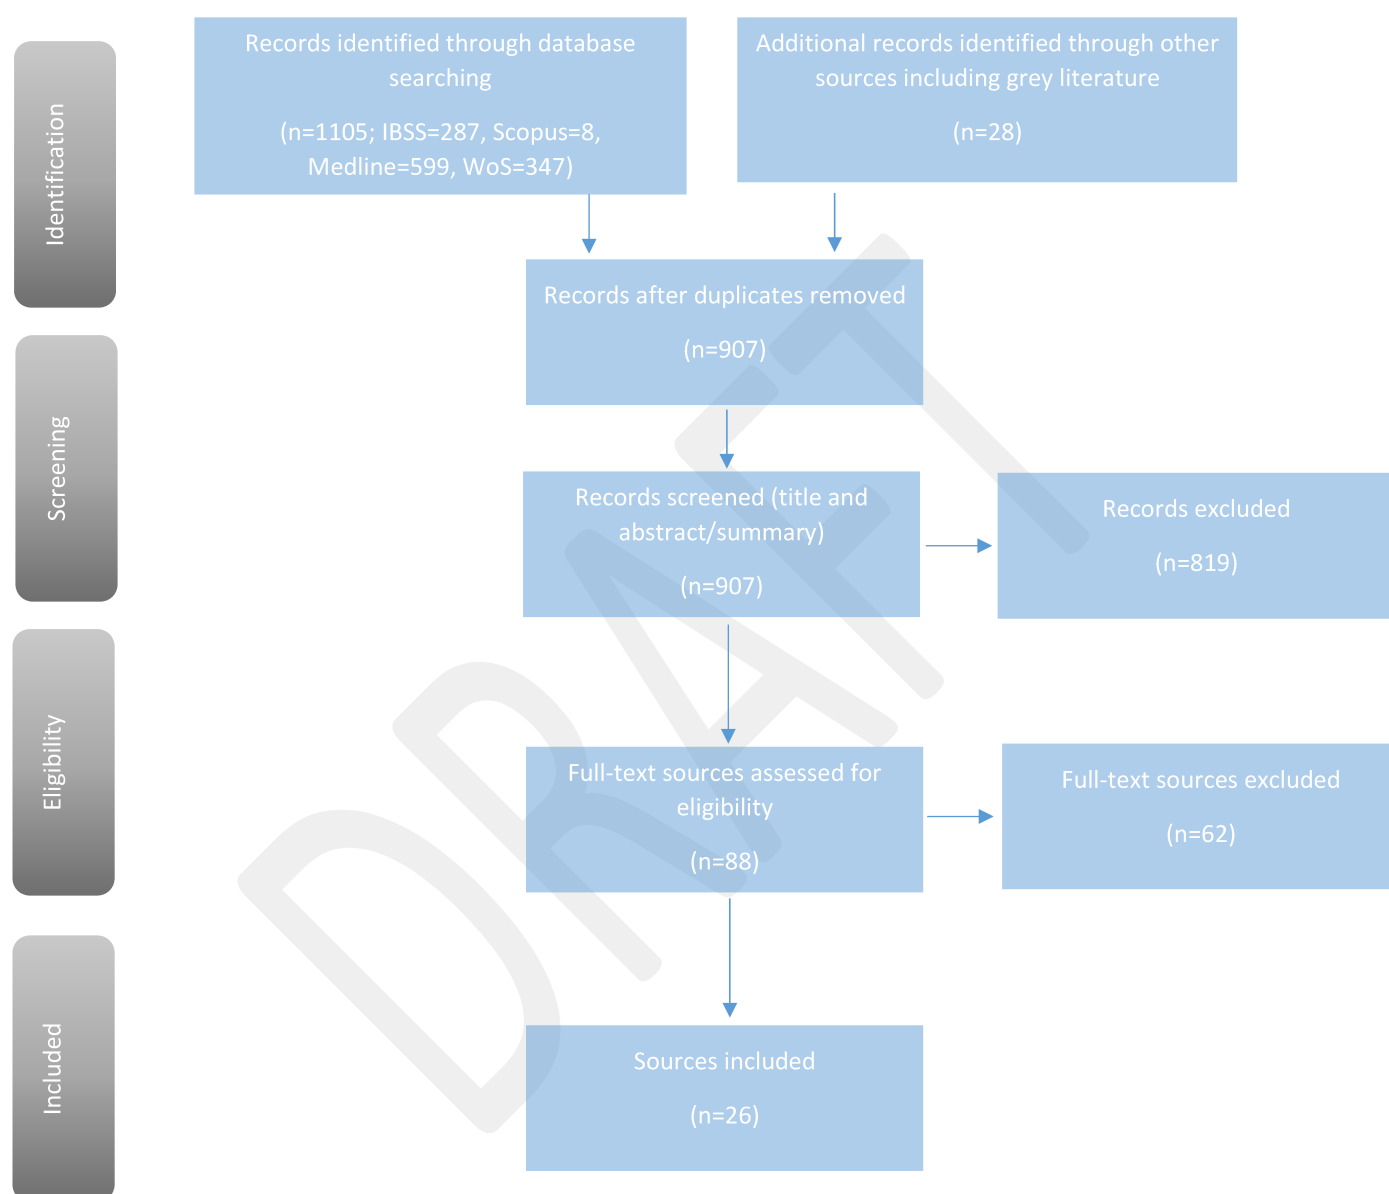 Identification
Records identified through database
searching
(n=1105; IBSS=287, Scopus=8,
Medline=599, WoS=347)
Additional records identified through other
sources including grey literature
(n=28)
Records after duplicates removed
(n=907)
Screening
Records screened (title and
abstract/summary)
(n=907)
Records excluded
(n=819)
Eligibility
Full-text sources assessed for
eligibility
(n=88)
Full-text sources excluded
(n=62)
Included
Sources included
(n=26)
DRAFT